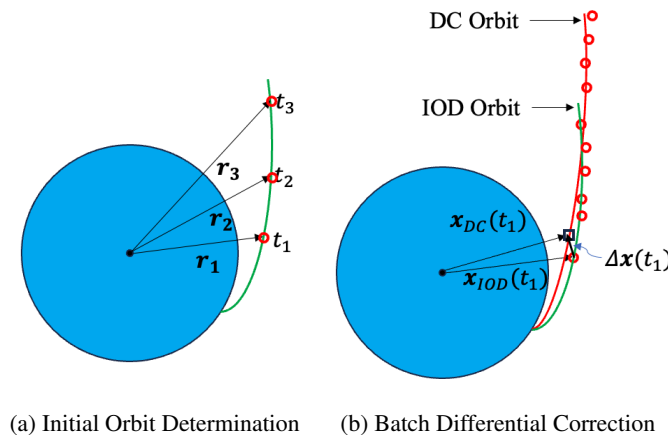 t₃
r₃
t₂
r₂
t₁
r₁
(a) Initial Orbit Determination
DC Orbit
IOD Orbit
x_DC(t₁)
Δx(t₁)
x_IOD(t₁)
(b) Batch Differential Correction